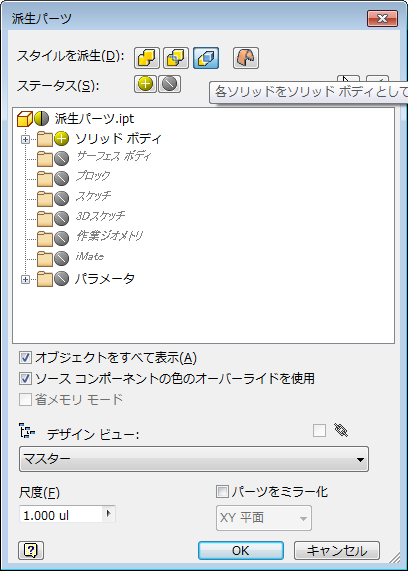 派生パーツ
スタイルを派生(D):
ステータス(S):
各ソリッドをソリッド ボディとして
派生パーツ.ipt
ソリッド ボディ
サーフェス ボディ
ブロック
スケッチ
3Dスケッチ
作業ジオメトリ
iMate
パラメータ
オブジェクトをすべて表示(A)
ソース コンポーネントの色のオーバーライドを使用
省メモリ モード
デザイン ビュー:
マスター
尺度(E)
パーツをミラー化
1.000 ul
XY 平面
OK
キャンセル